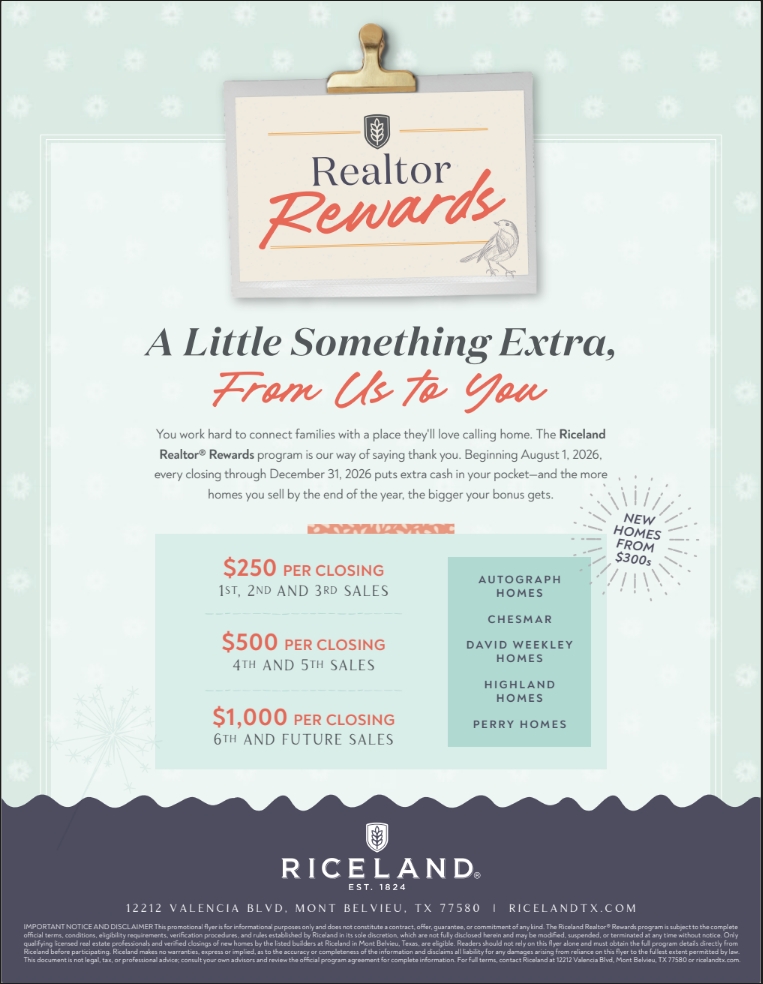 Realtor
Rewards
A Little Something Extra,
From Us to You
You work hard to connect families with a place they'll love calling home. The Riceland
Realtor® Rewards program is our way of saying thank you. Beginning August 1, 2026,
every closing through December 31, 2026 puts extra cash in your pocket—and the more
homes you sell by the end of the year, the bigger your bonus gets.
NEW
HOMES
FROM
$300s
$250 PER CLOSING
1ST, 2ND AND 3RD SALES
$500 PER CLOSING
4TH AND 5TH SALES
$1,000 PER CLOSING
6TH AND FUTURE SALES
AUTOGRAPH
HOMES
CHESMAR
DAVID WEEKLEY
HOMES
HIGHLAND
HOMES
PERRY HOMES
RICELAND®
EST. 1824
12212 VALENCIA BLVD, MONT BELVIEU, TX 77580 | RICELANDTX.COM
IMPORTANT NOTICE AND DISCLAIMER This promotional flyer is for informational purposes only and does not constitute a contract, offer, guarantee, or commitment of any kind. The Riceland Realtor® Rewards program is subject to the complete
official terms, conditions, eligibility requirements, verification procedures, and rules established by Riceland in its sole discretion, which are not fully disclosed herein and may be modified, suspended, or terminated at any time without notice. Only
qualifying licensed real estate professionals and verified closings of new homes by the listed builders at Riceland in Mont Belvieu, Texas, are eligible. Readers should not rely on this flyer alone and must obtain the full program details directly from
Riceland before participating. Riceland makes no warranties, express or implied, as to the accuracy or completeness of the information and disclaims all liability for any damages arising from reliance on this flyer to the fullest extent permitted by law.
This document is not legal, tax, or professional advice; consult your own advisors and review the official program agreement for complete information. For full terms, contact Riceland at 12212 Valencia Blvd, Mont Belvieu, TX 77580 or ricelandtx.com.